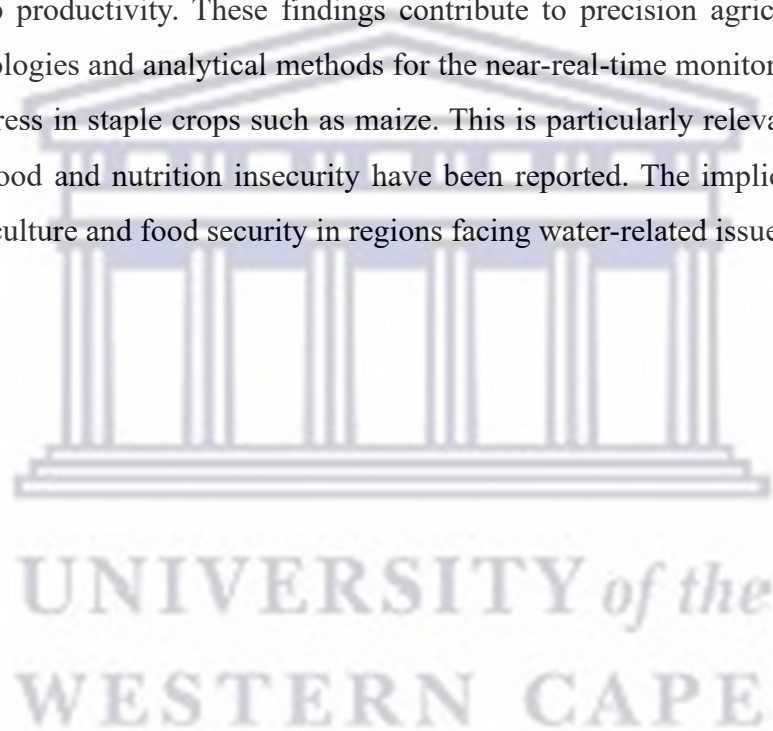 productivity. These findings contribute to precision agric
ologies and analytical methods for the near-real-time monitor
ress in staple crops such as maize. This is particularly releva
ood and nutrition insecurity have been reported. The implic
culture and food security in regions facing water-related issue
UNIVERSITY of the
WESTERN CAPE